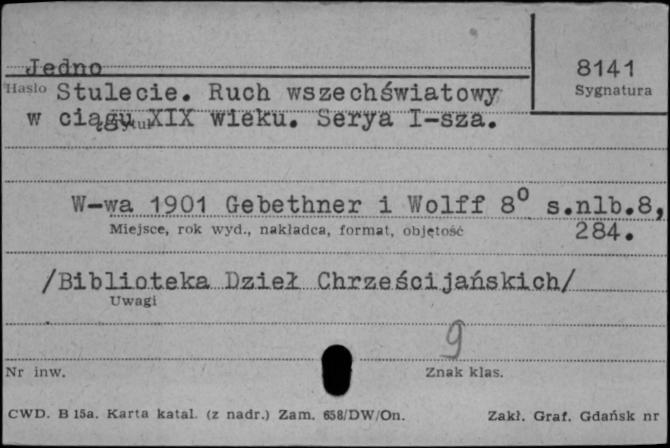 Jedno
8141
Hasło
Sygnatura
Stulecie. Ruch wszechświatowy
w ciągu XIX wieku. Serya I-sza.
Tytuł
W-wa 1901 Gebethner i Wolff 8° s.nlb.8,
Miejsce, rok wyd., nakładca, format, objętość
284.
/Biblioteka Dzieł Chrześcijańskich/
Uwagi
9
Nr inw.
Znak klas.
CWD. B 15a. Karta katal. (z nadr.) Zam. 658/DW/On.
Zakł. Graf. Gdańsk nr